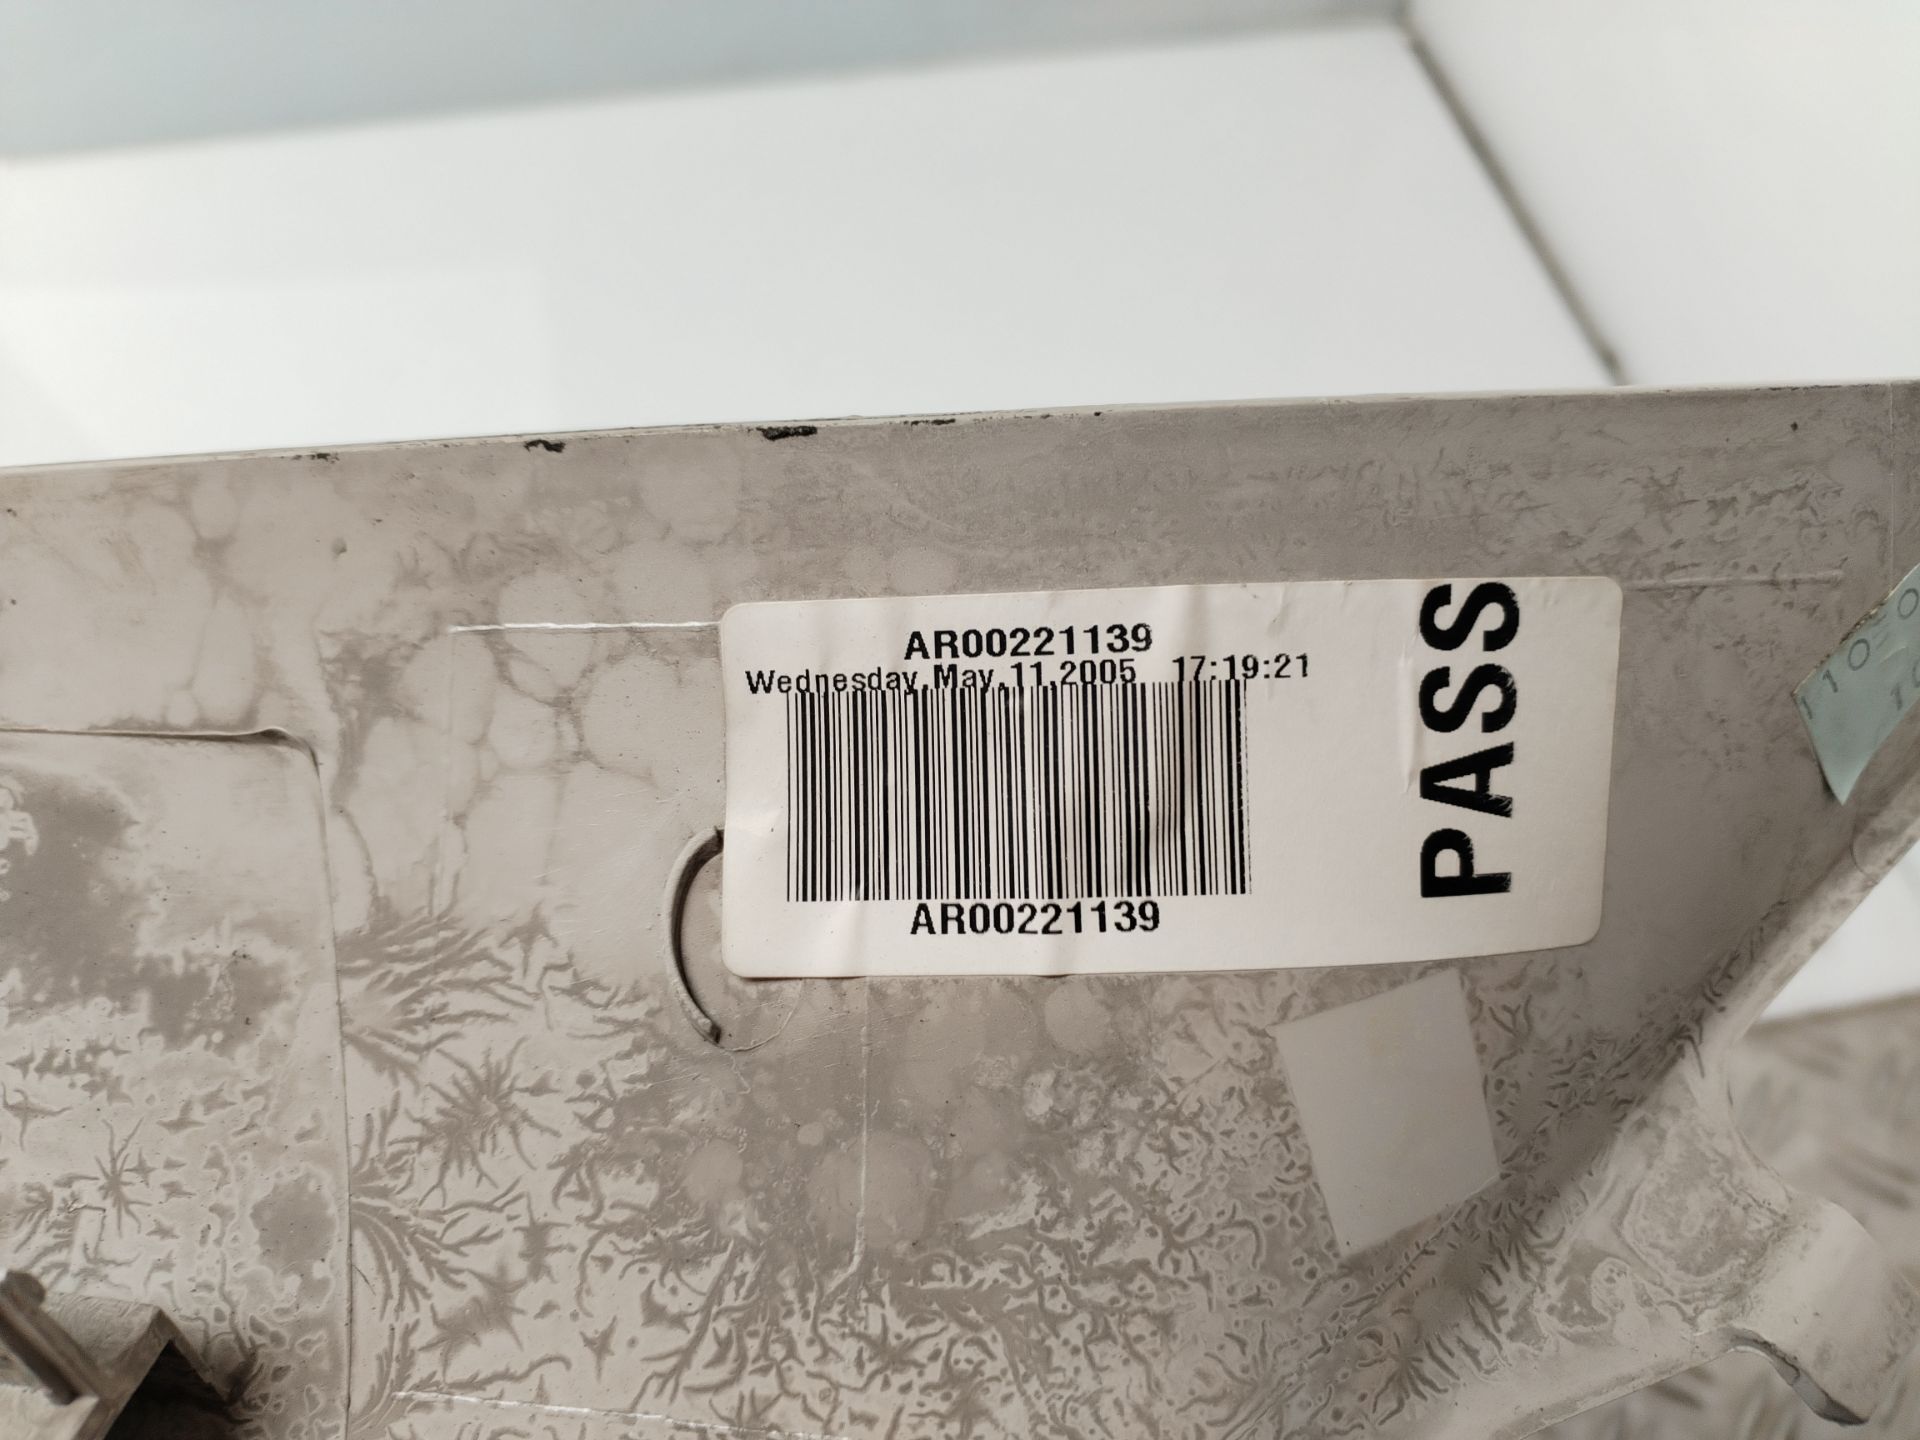 AR00221139
Wednesday, May, 11, 2005 17:19:21
AR00221139
PASS